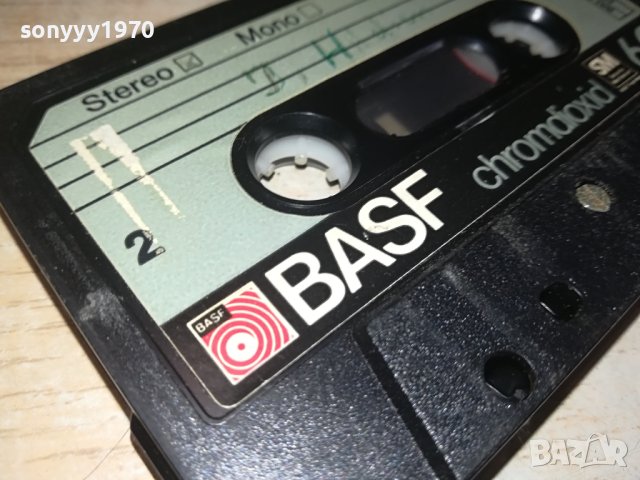 sonyyy1970
Stereo Mono
2
BASF
BASF
chromdioxid
SM
BAZAR